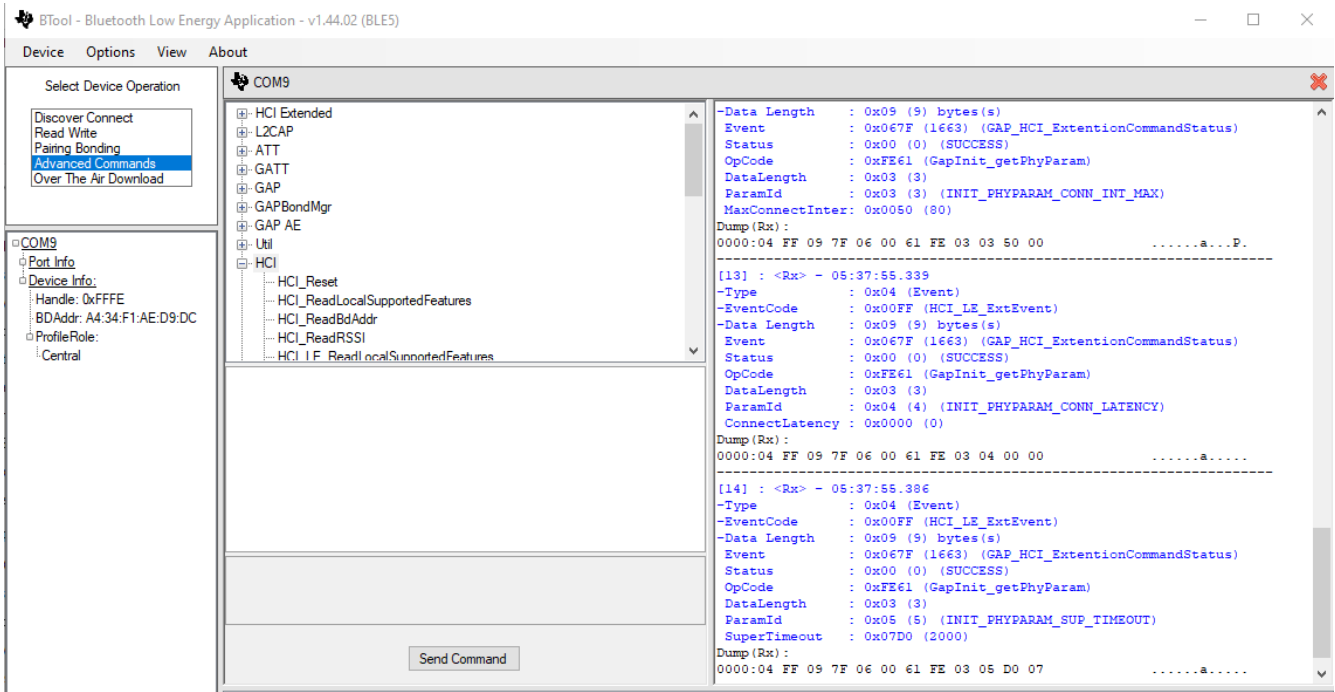 BTool - Bluetooth Low Energy Application - v1.44.02 (BLE5)
Device Options View About
Select Device Operation
Discover Connect
Read Write
Pairing Bonding
Advanced Commands
Over The Air Download
COM9
Port Info
Device Info:
Handle: 0xFFFE
BDAddr: A4:34:F1:AE:D9:DC
ProfileRole:
Central
COM9
HCI Extended
L2CAP
ATT
GATT
GAP
GAPBondMgr
GAP AE
Util
HCI
HCI_Reset
HCI_ReadLocalSupportedFeatures
HCI_ReadBdAddr
HCI_ReadRSSI
HCI_LE_ReadLocalSupportedFeatures
Send Command
-Data Length : 0x09 (9) bytes(s)
Event : 0x067F (1663) (GAP_HCI_ExtentionCommandStatus)
Status : 0x00 (0) (SUCCESS)
OpCode : 0xFE61 (GapInit_getPhyParam)
DataLength : 0x03 (3)
ParamId : 0x03 (3) (INIT_PHYPARAM_CONN_INT_MAX)
MaxConnectInter: 0x0050 (80)
Dump(Rx):
0000:04 FF 09 7F 06 00 61 FE 03 03 50 00 ......a...P.
--------------------------------------------------------------------------------
[13] : <Rx> - 05:37:55.339
-Type : 0x04 (Event)
-EventCode : 0x00FF (HCI_LE_ExtEvent)
-Data Length : 0x09 (9) bytes(s)
Event : 0x067F (1663) (GAP_HCI_ExtentionCommandStatus)
Status : 0x00 (0) (SUCCESS)
OpCode : 0xFE61 (GapInit_getPhyParam)
DataLength : 0x03 (3)
ParamId : 0x04 (4) (INIT_PHYPARAM_CONN_LATENCY)
ConnectLatency : 0x0000 (0)
Dump(Rx):
0000:04 FF 09 7F 06 00 61 FE 03 04 00 00 ......a.....
--------------------------------------------------------------------------------
[14] : <Rx> - 05:37:55.386
-Type : 0x04 (Event)
-EventCode : 0x00FF (HCI_LE_ExtEvent)
-Data Length : 0x09 (9) bytes(s)
Event : 0x067F (1663) (GAP_HCI_ExtentionCommandStatus)
Status : 0x00 (0) (SUCCESS)
OpCode : 0xFE61 (GapInit_getPhyParam)
DataLength : 0x03 (3)
ParamId : 0x05 (5) (INIT_PHYPARAM_SUP_TIMEOUT)
SuperTimeout : 0x07D0 (2000)
Dump(Rx):
0000:04 FF 09 7F 06 00 61 FE 03 05 D0 07 ......a.....